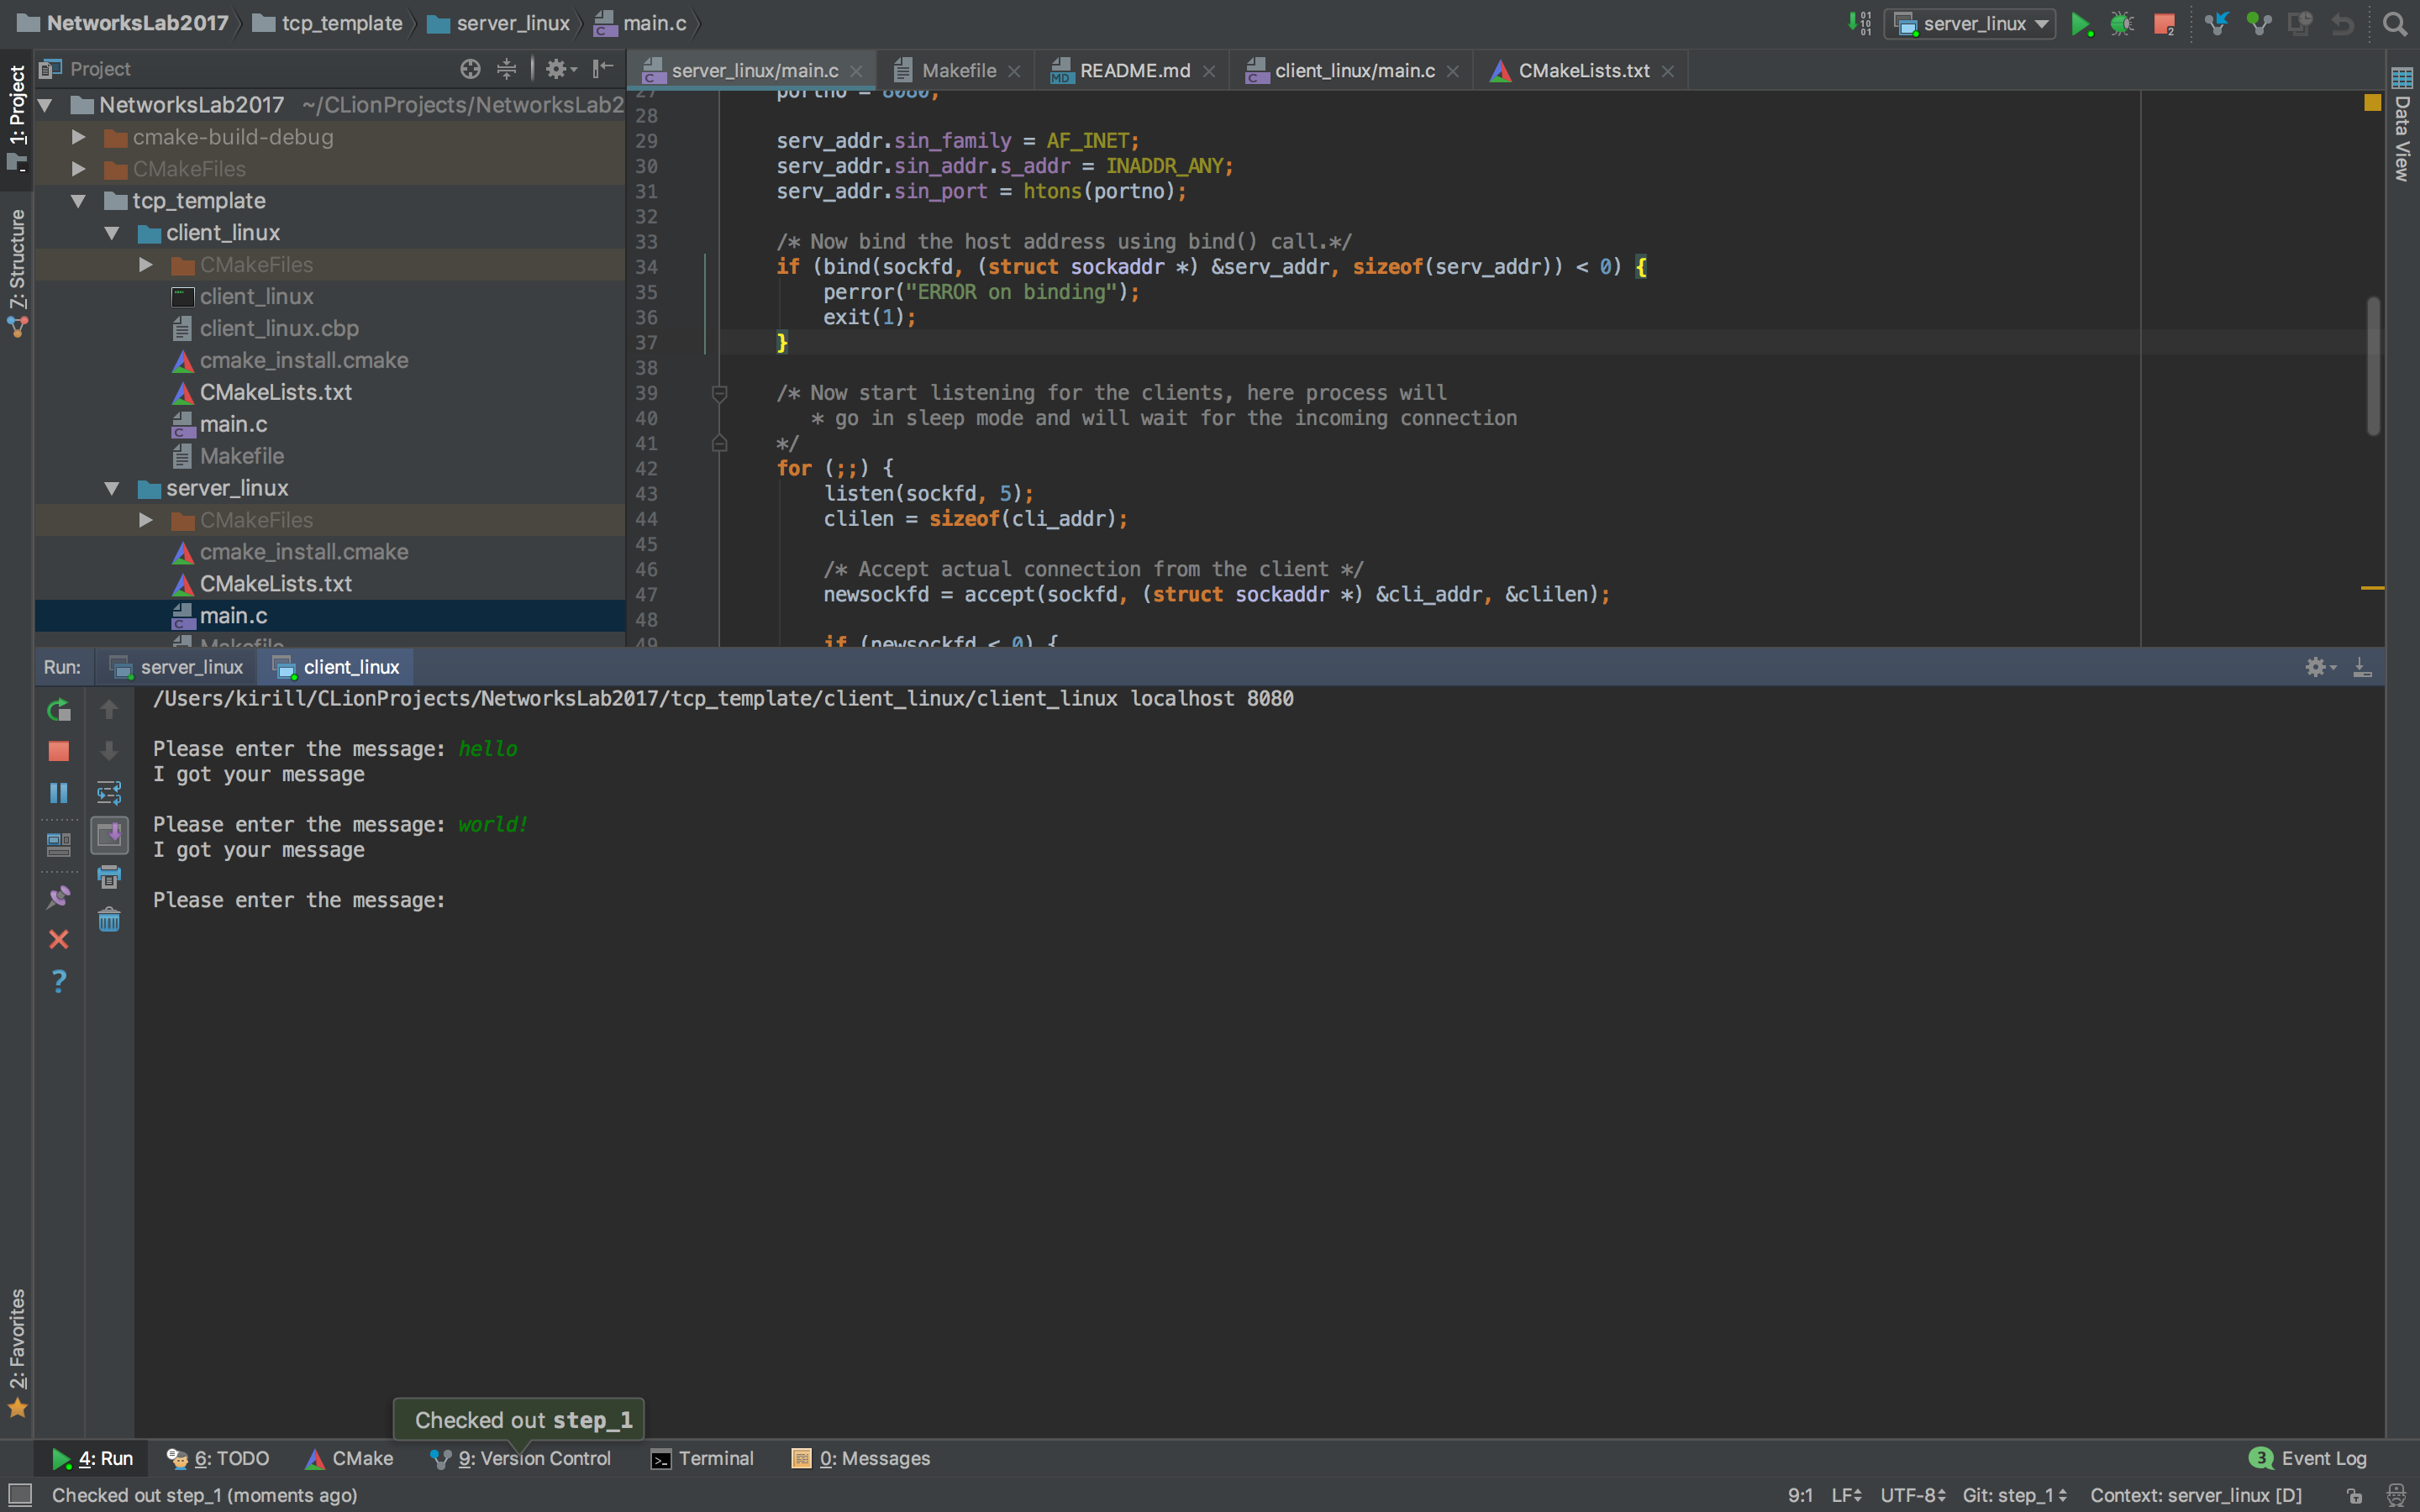 NetworksLab2017 tcp_template server_linux main.c server_linux
1: Project
7: Structure
2: Favorites
Data View
Project
NetworksLab2017 ~/CLionProjects/NetworksLab2
cmake-build-debug
CMakeFiles
tcp_template
client_linux
CMakeFiles
client_linux
client_linux.cbp
cmake_install.cmake
CMakeLists.txt
main.c
Makefile
server_linux
CMakeFiles
cmake_install.cmake
CMakeLists.txt
main.c
Makefile
server_linux/main.c Makefile README.md client_linux/main.c CMakeLists.txt
27 portno = 8080;
28
29 serv_addr.sin_family = AF_INET;
30 serv_addr.sin_addr.s_addr = INADDR_ANY;
31 serv_addr.sin_port = htons(portno);
32
33 /* Now bind the host address using bind() call.*/
34 if (bind(sockfd, (struct sockaddr *) &serv_addr, sizeof(serv_addr)) < 0) {
35 perror("ERROR on binding");
36 exit(1);
37 }
38
39 /* Now start listening for the clients, here process will
40 * go in sleep mode and will wait for the incoming connection
41 */
42 for (;;) {
43 listen(sockfd, 5);
44 clilen = sizeof(cli_addr);
45
46 /* Accept actual connection from the client */
47 newsockfd = accept(sockfd, (struct sockaddr *) &cli_addr, &clilen);
48
49 if (newsockfd < 0) {
Run: server_linux client_linux
/Users/kirill/CLionProjects/NetworksLab2017/tcp_template/client_linux/client_linux localhost 8080
Please enter the message: hello
I got your message
Please enter the message: world!
I got your message
Please enter the message:
Checked out step_1
4: Run 6: TODO CMake 9: Version Control Terminal 0: Messages 3 Event Log
Checked out step_1 (moments ago) 9:1 LF UTF-8 Git: step_1 Context: server_linux [D]